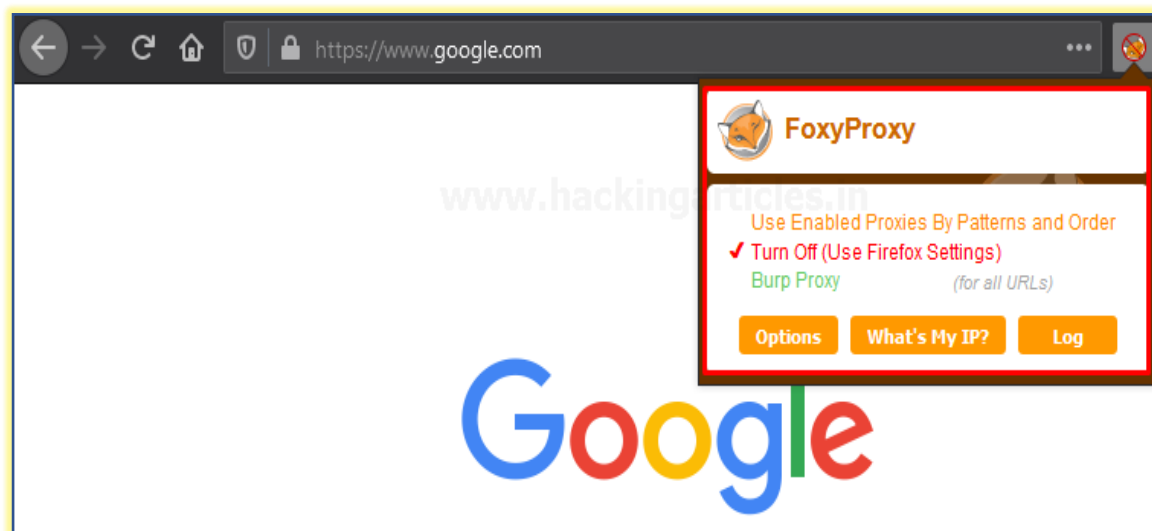 https://www.google.com
FoxyProxy
www.hackingarticles.in
Use Enabled Proxies By Patterns and Order
✔ Turn Off (Use Firefox Settings)
Burp Proxy (for all URLs)
Options What's My IP? Log
Google